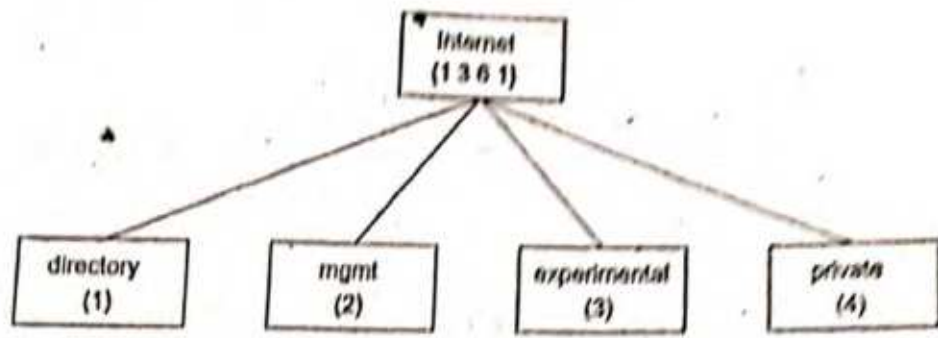 Internet
(1 3 6 1)
directory
(1)
mgmt
(2)
experimental
(3)
private
(4)